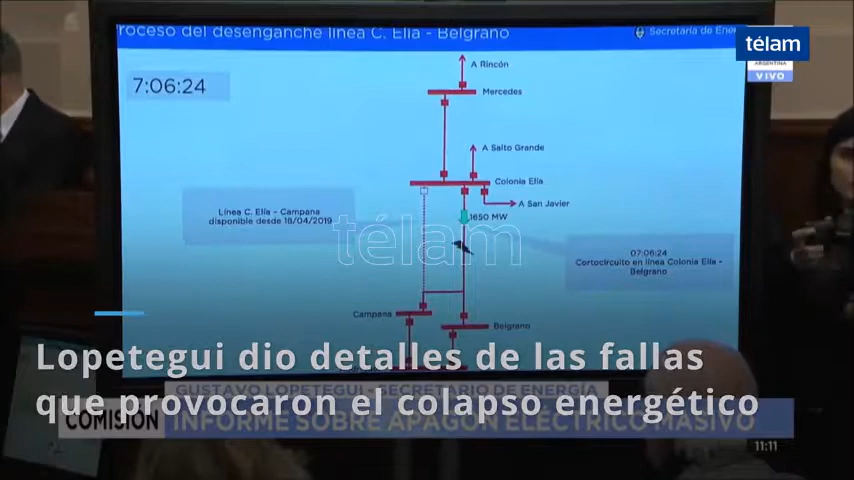 roceso del desenganche línea C. Elia - Belgrano
Secretaría de Ener
télam
ARGENTINA
VIVO
7:06:24
A Rincón
Mercedes
A Salto Grande
Colonia Elía
A San Javier
1650 MW
Línea C. Elía - Campana
disponible desde 18/04/2019
télam
07:06:24
Cortocircuito en línea Colonia Elía -
Belgrano
Campana
Belgrano
Lopetegui dio detalles de las fallas
que provocaron el colapso energético
GUSTAVO LOPETEGUI - SECRETARIO DE ENERGÍA
COMISIÓN
INFORME SOBRE APAGÓN ELÉCTRICO MASIVO
11:11